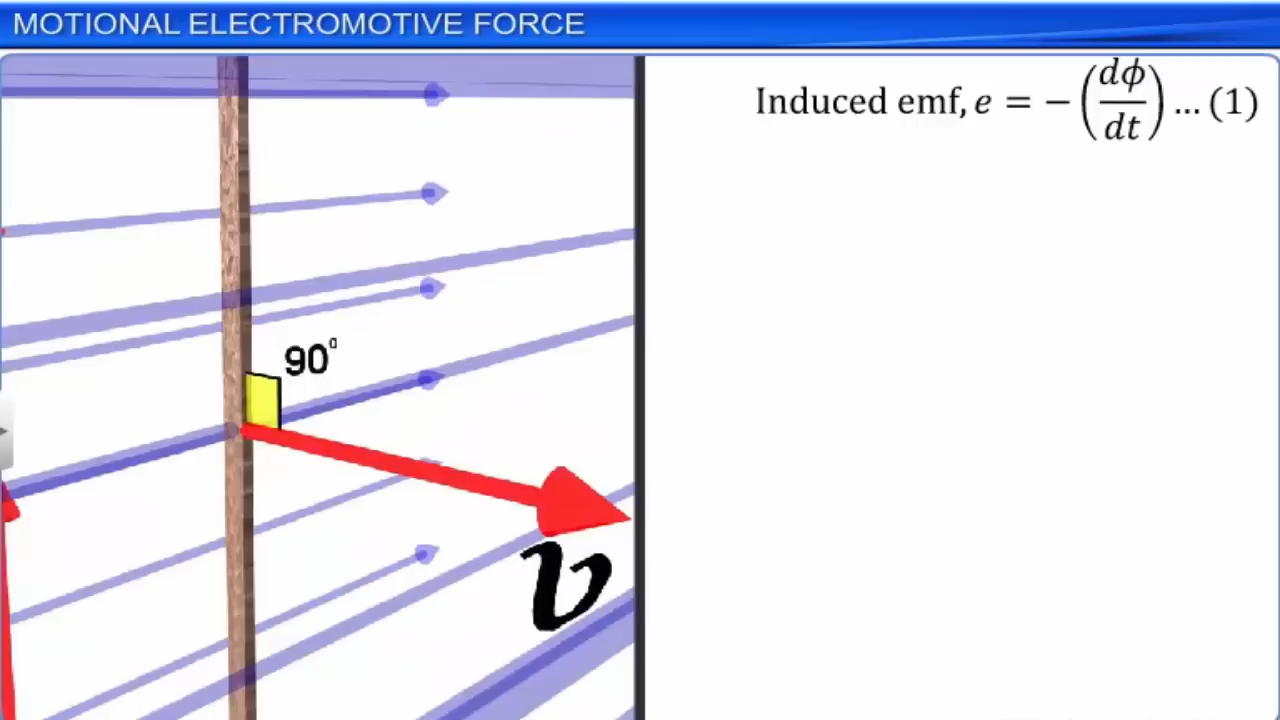 MOTIONAL ELECTROMOTIVE FORCE
Induced emf, e = −(dϕ/dt) ... (1)
90°
v